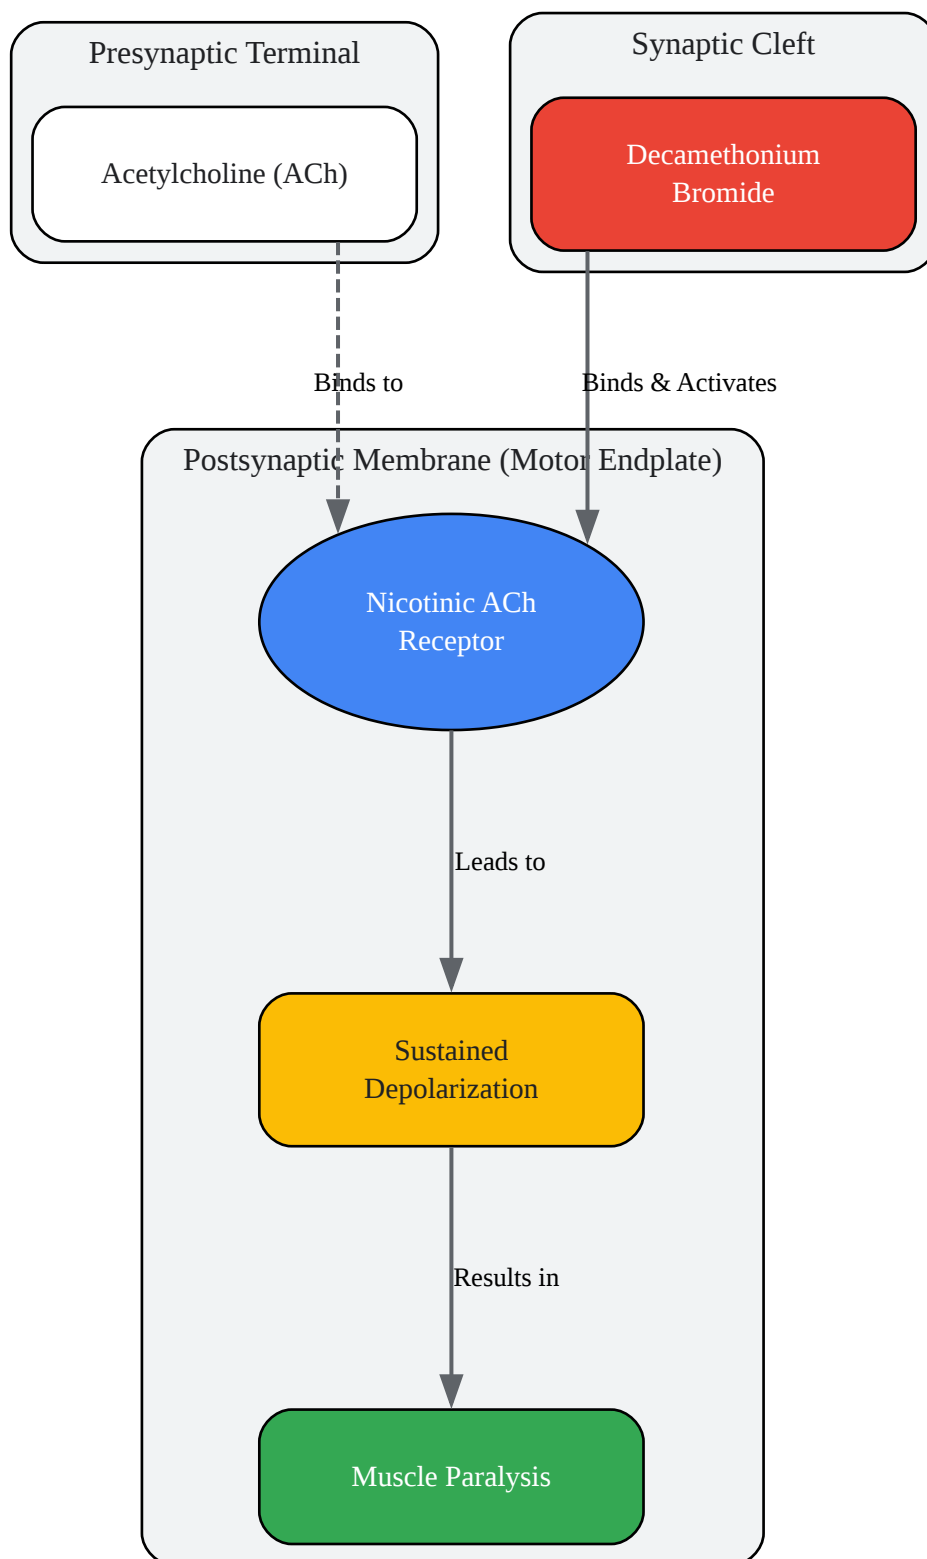 Presynaptic Terminal
Synaptic Cleft
Acetylcholine (ACh)
Decamethonium
Bromide
Binds to
Binds & Activates
Postsynaptic Membrane (Motor Endplate)
Nicotinic ACh
Receptor
Leads to
Sustained
Depolarization
Results in
Muscle Paralysis